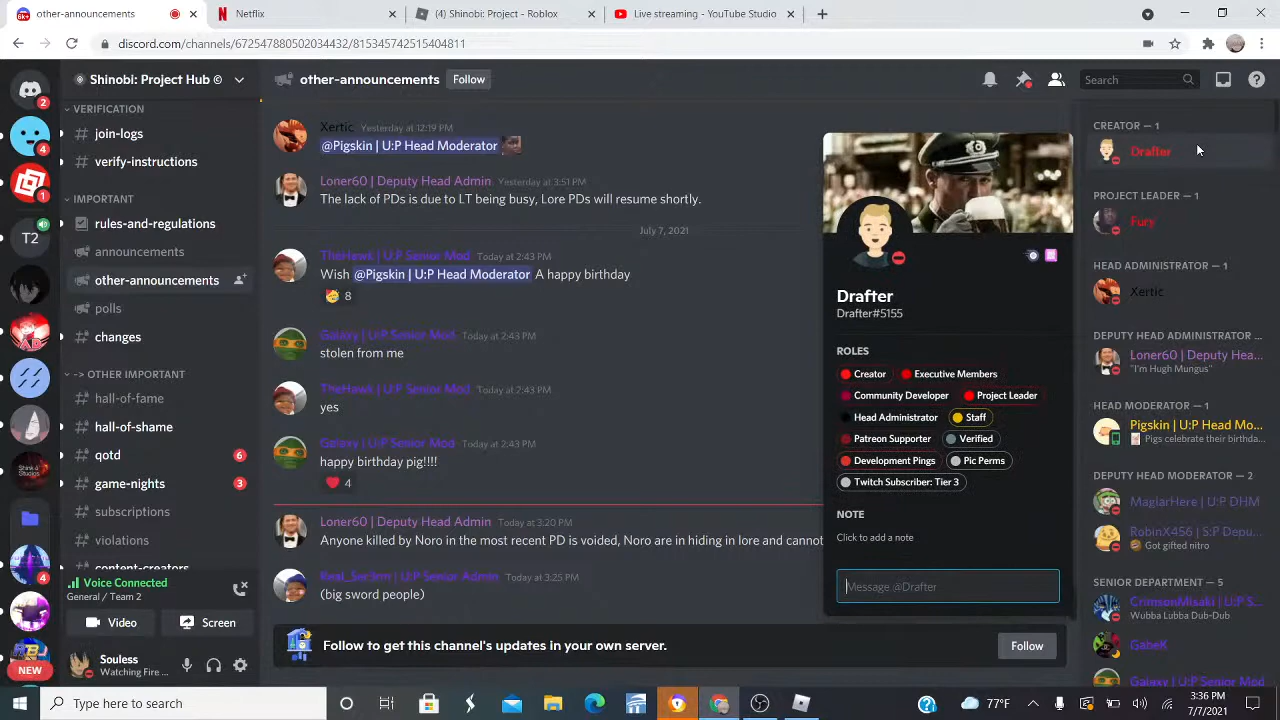 other-announcements
Netflix
(4) Shinobi: Project - Roblox
Live streaming - YouTube Studio
discord.com/channels/672547880502034432/815345742515404811
Shinobi: Project Hub ©
other-announcements
Follow
Search
VERIFICATION
join-logs
verify-instructions
IMPORTANT
rules-and-regulations
announcements
other-announcements
polls
changes
-> OTHER IMPORTANT
hall-of-fame
hall-of-shame
qotd
6
game-nights
3
subscriptions
violations
content-creators
Voice Connected
General / Team 2
Video
Screen
Souless
Watching Fire ...
6k+
2
4
1
T2
4
NEW
Xertic Yesterday at 12:19 PM
@Pigskin | U:P Head Moderator
Loner60 | Deputy Head Admin Yesterday at 3:51 PM
The lack of PDs is due to LT being busy, Lore PDs will resume shortly.
July 7, 2021
TheHawk | U:P Senior Mod Today at 2:43 PM
Wish @Pigskin | U:P Head Moderator A happy birthday
8
Galaxy | U:P Senior Mod Today at 2:43 PM
stolen from me
TheHawk | U:P Senior Mod Today at 2:43 PM
yes
Galaxy | U:P Senior Mod Today at 2:43 PM
happy birthday pig!!!!
4
Loner60 | Deputy Head Admin Today at 3:20 PM
Anyone killed by Noro in the most recent PD is voided, Noro are in hiding in lore and cannot
U:P Senior Admin Today at 3:25 PM
(big sword people)
Follow to get this channel's updates in your own server.
Follow
Drafter
Drafter#5155
ROLES
Creator
Executive Members
Community Developer
Project Leader
Head Administrator
Staff
Patreon Supporter
Verified
Development Pings
Pic Perms
Twitch Subscriber: Tier 3
NOTE
Click to add a note
Message @Drafter
CREATOR — 1
Drafter
PROJECT LEADER — 1
Fury
HEAD ADMINISTRATOR — 1
Xertic
DEPUTY HEAD ADMINISTRATOR ...
Loner60 | Deputy Hea...
"I'm Hugh Mungus"
HEAD MODERATOR — 1
Pigskin | U:P Head Mo...
Pigs celebrate their birthda...
DEPUTY HEAD MODERATOR — 2
MagiarHere | U:P DHM
RobinX456 | S:P Depu...
Got gifted nitro
SENIOR DEPARTMENT — 5
CrimsonMisaki | U:P S...
Wubba Lubba Dub-Dub
GabeK
Galaxy | U:P Senior Mod
Type here to search
77°F
3:36 PM
7/7/2021